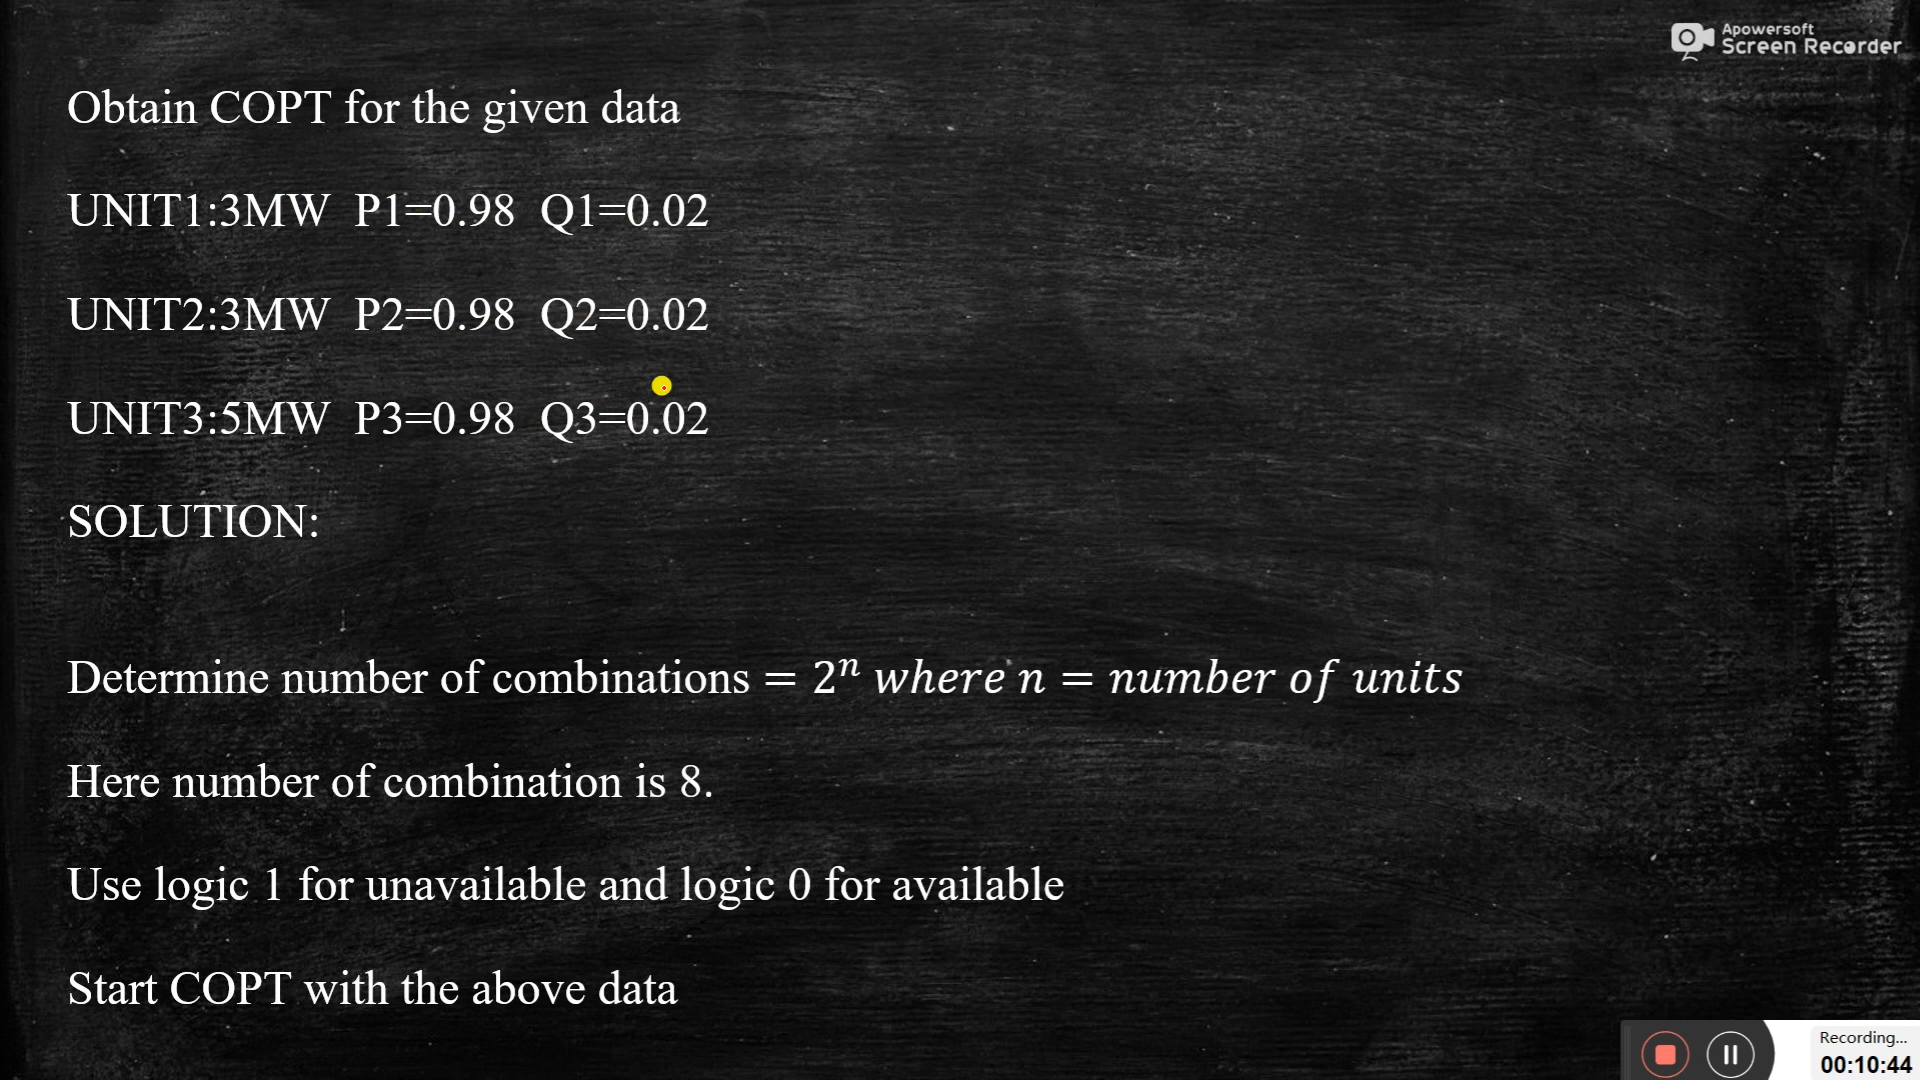 Apowersoft
Screen Recorder
Obtain COPT for the given data
UNIT1:3MW P1=0.98 Q1=0.02
UNIT2:3MW P2=0.98 Q2=0.02
UNIT3:5MW P3=0.98 Q3=0.02
SOLUTION:
Determine number of combinations = 2ⁿ where n = number of units
Here number of combination is 8.
Use logic 1 for unavailable and logic 0 for available
Start COPT with the above data
Recording...
00:10:44